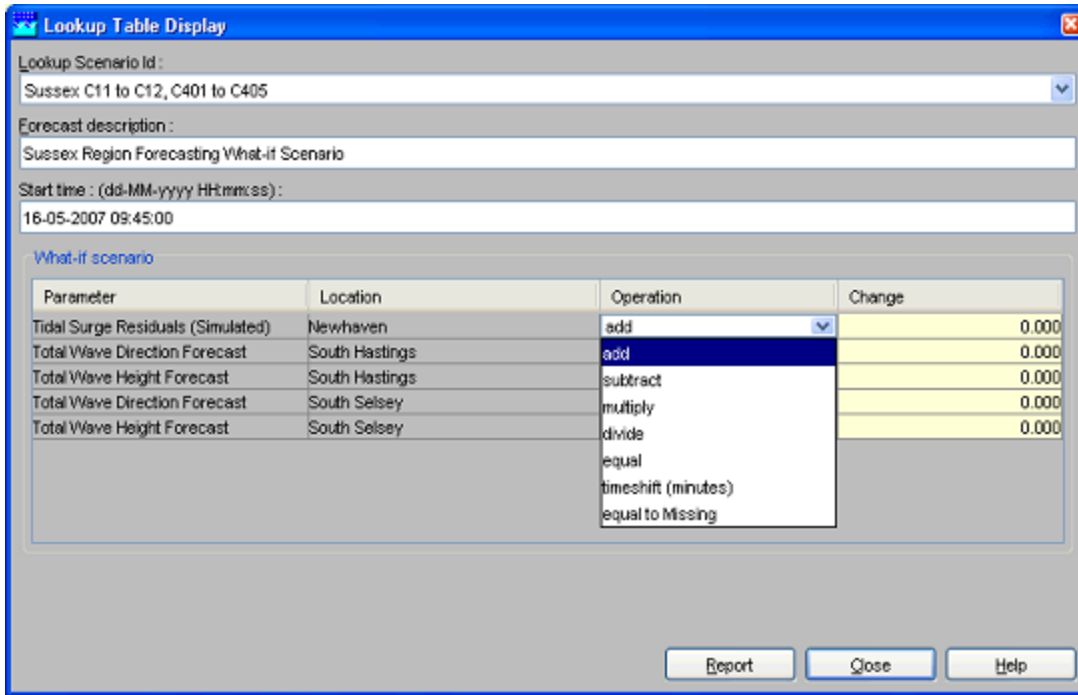 Lookup Table Display
Lookup Scenario Id :
Sussex C11 to C12, C401 to C405
Forecast description :
Sussex Region Forecasting What-if Scenario
Start time : (dd-MM-yyyy HH:mm:ss) :
16-05-2007 09:45:00
What-if scenario
Parameter Location Operation Change
Tidal Surge Residuals (Simulated) Newhaven add 0.000
Total Wave Direction Forecast South Hastings add 0.000
Total Wave Height Forecast South Hastings subtract 0.000
Total Wave Direction Forecast South Selsey multiply 0.000
Total Wave Height Forecast South Selsey divide 0.000
equal
timeshift (minutes)
equal to Missing
Report Close Help